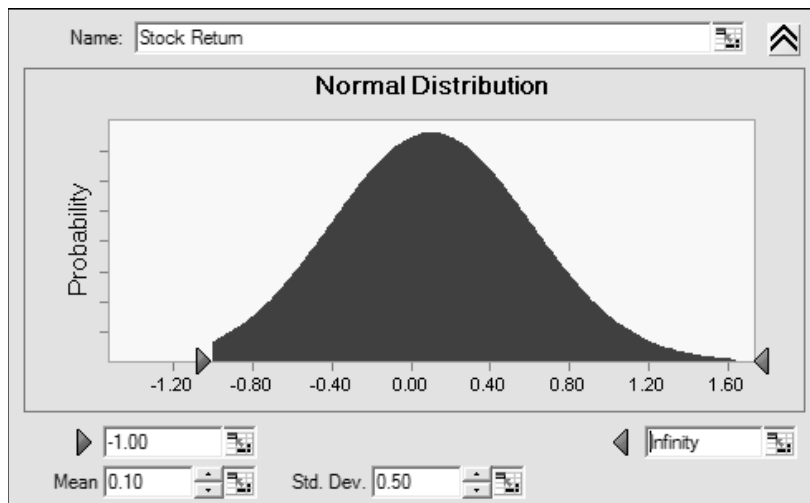 Name: Stock Return
Normal Distribution
Probability
-1.20 -0.80 -0.40 0.00 0.40 0.80 1.20 1.60
-1.00 Infinity
Mean 0.10 Std. Dev. 0.50